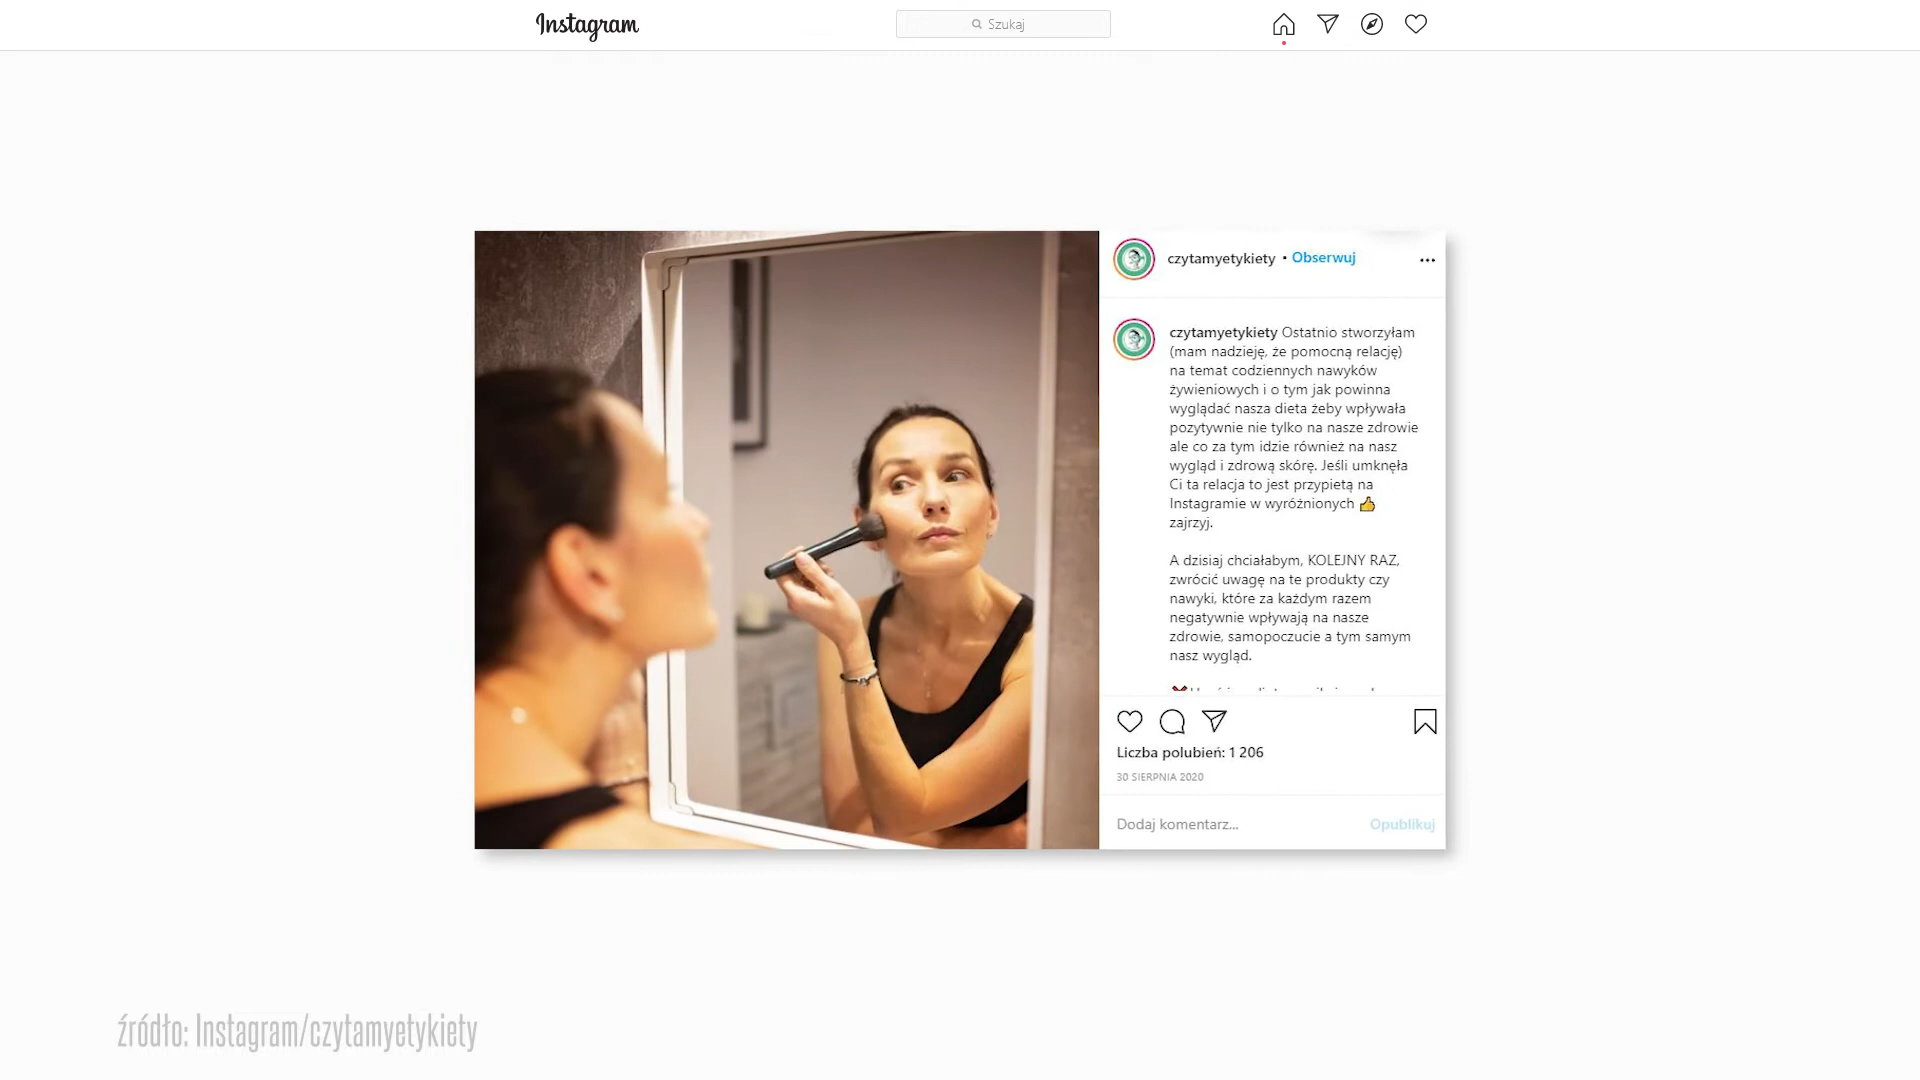 Instagram
Szukaj
czytamyetykiety • Obserwuj
czytamyetykiety Ostatnio stworzyłam
(mam nadzieję, że pomocną relację)
na temat codziennych nawyków
żywieniowych i o tym jak powinna
wyglądać nasza dieta żeby wpływała
pozytywnie nie tylko na nasze zdrowie
ale co za tym idzie również na nasz
wygląd i zdrową skórę. Jeśli umknęła
Ci ta relacja to jest przypietą na
Instagramie w wyróżnionych 👍
zajrzyj.
A dzisiaj chciałabym, KOLEJNY RAZ,
zwrócić uwagę na te produkty czy
nawyki, które za każdym razem
negatywnie wpływają na nasze
zdrowie, samopoczucie a tym samym
nasz wygląd.
Liczba polubień: 1 206
30 SIERPNIA 2020
Dodaj komentarz...
Opublikuj
źródło: Instagram/czytamyetykiety